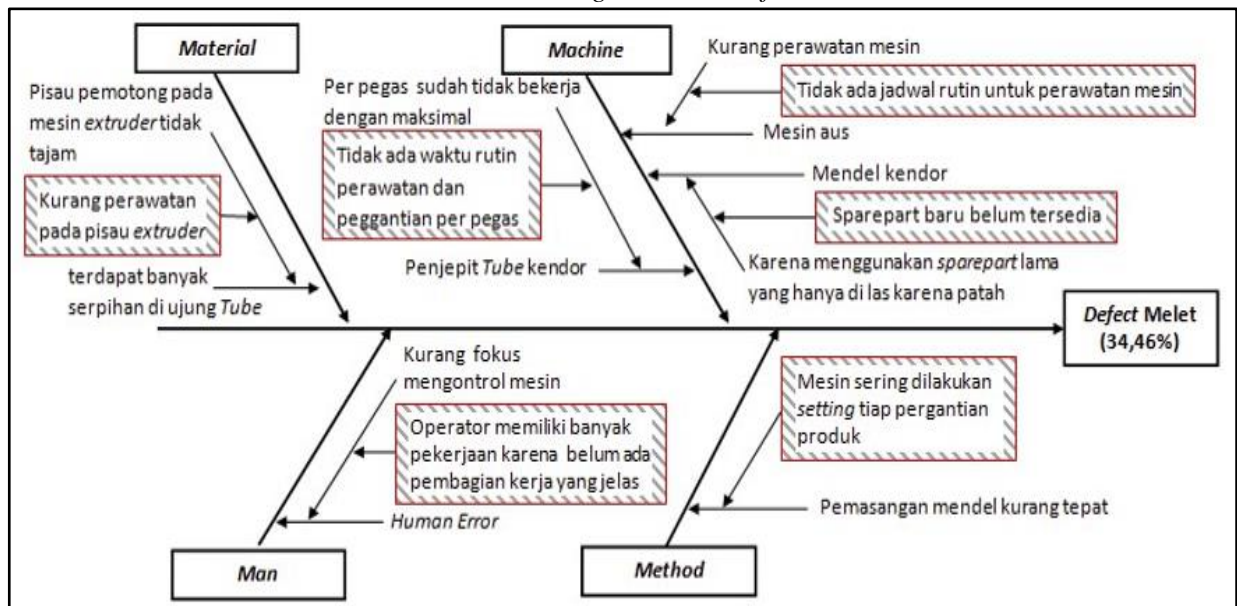 Material
Pisau pemotong pada
mesin extruder tidak
tajam
Kurang perawatan
pada pisau extruder
terdapat banyak
serpihan di ujung Tube
Machine
Per pegas sudah tidak bekerja
dengan maksimal
Tidak ada waktu rutin
perawatan dan
peggantian per pegas
Penjepit Tube kendor
Kurang perawatan mesin
Tidak ada jadwal rutin untuk perawatan mesin
Mesin aus
Mendel kendor
Sparepart baru belum tersedia
Karena menggunakan sparepart lama
yang hanya di las karena patah
Defect Melet
(34,46%)
Kurang fokus
mengontrol mesin
Operator memiliki banyak
pekerjaan karena belum ada
pembagian kerja yang jelas
Human Error
Man
Mesin sering dilakukan
setting tiap pergantian
produk
Pemasangan mendel kurang tepat
Method